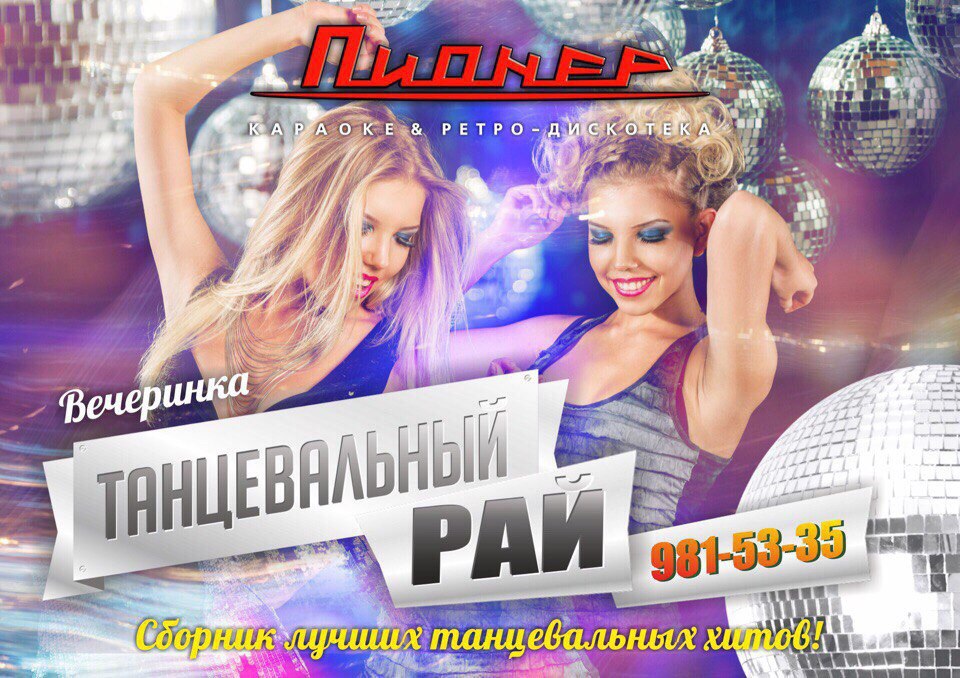 Пионер
КАРАОКЕ & РЕТРО-ДИСКОТЕКА
Вечеринка
ТАНЦЕВАЛЬНЫЙ
РАЙ
981-53-35
Сборник лучших танцевальных хитов!